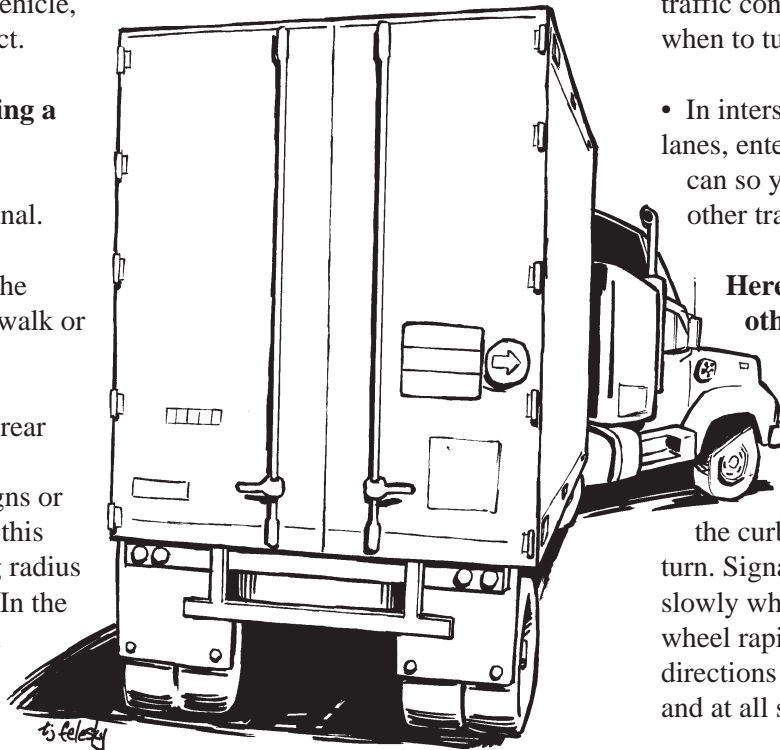 ehicle,
ct.
ing a
nal.
he
walk or
rear
gns or
this
g radius
In the
tj felesky
traffic con
when to tu
• In inters
lanes, ente
can so y
other tra
Here
oth
the curb
turn. Signa
slowly wh
wheel rapi
directions
and at all s